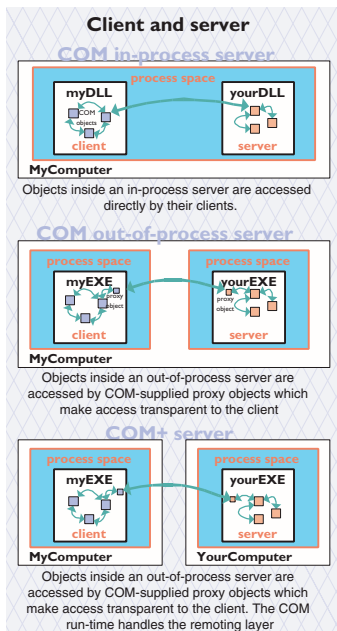 Client and server
COM in-process server
process space
myDLL
yourDLL
COM
objects
client
server
MyComputer
Objects inside an in-process server are accessed
directly by their clients.
COM out-of-process server
process space
process space
myEXE
yourEXE
proxy
object
proxy
object
client
server
MyComputer
Objects inside an out-of-process server are
accessed by COM-supplied proxy objects which
make access transparent to the client
COM+ server
process space
process space
myEXE
yourEXE
client
server
MyComputer
YourComputer
Objects inside an out-of-process server are
accessed by COM-supplied proxy objects which
make access transparent to the client. The COM
run-time handles the remoting layer